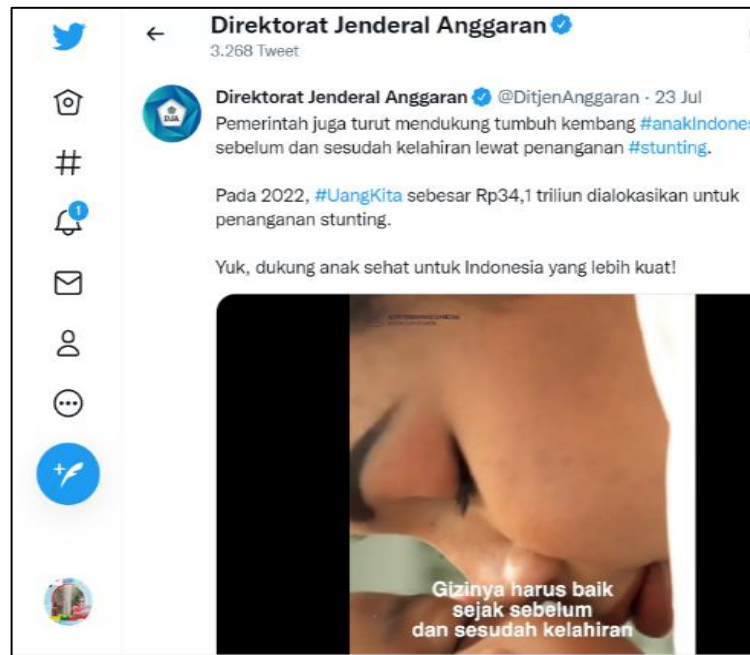 Direktorat Jenderal Anggaran
3.268 Tweet
Direktorat Jenderal Anggaran @DitjenAnggaran · 23 Jul
Pemerintah juga turut mendukung tumbuh kembang #anakIndones
sebelum dan sesudah kelahiran lewat penanganan #stunting.
Pada 2022, #UangKita sebesar Rp34,1 triliun dialokasikan untuk
penanganan stunting.
Yuk, dukung anak sehat untuk Indonesia yang lebih kuat!
1
DJA
Gizinya harus baik
sejak sebelum
dan sesudah kelahiran